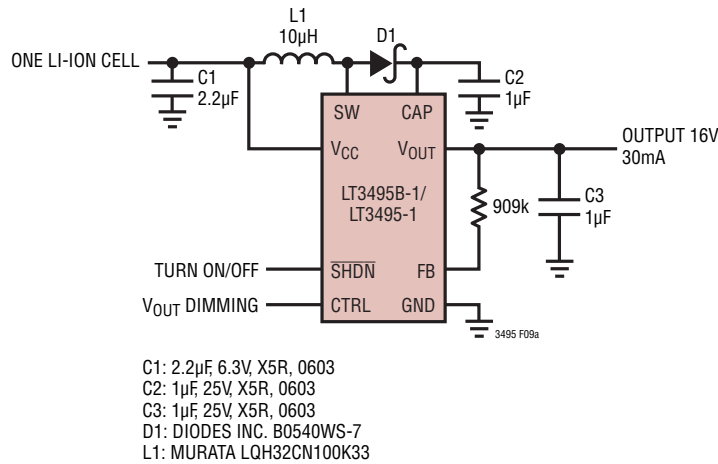 L1
10µH
D1
ONE LI-ION CELL
C1
2.2µF
C2
1µF
SW
CAP
VCC
VOUT
OUTPUT 16V
30mA
LT3495B-1/
LT3495-1
909k
C3
1µF
TURN ON/OFF
SHDN
FB
VOUT DIMMING
CTRL
GND
3495 F09a
C1: 2.2µF, 6.3V, X5R, 0603
C2: 1µF, 25V, X5R, 0603
C3: 1µF, 25V, X5R, 0603
D1: DIODES INC. B0540WS-7
L1: MURATA LQH32CN100K33